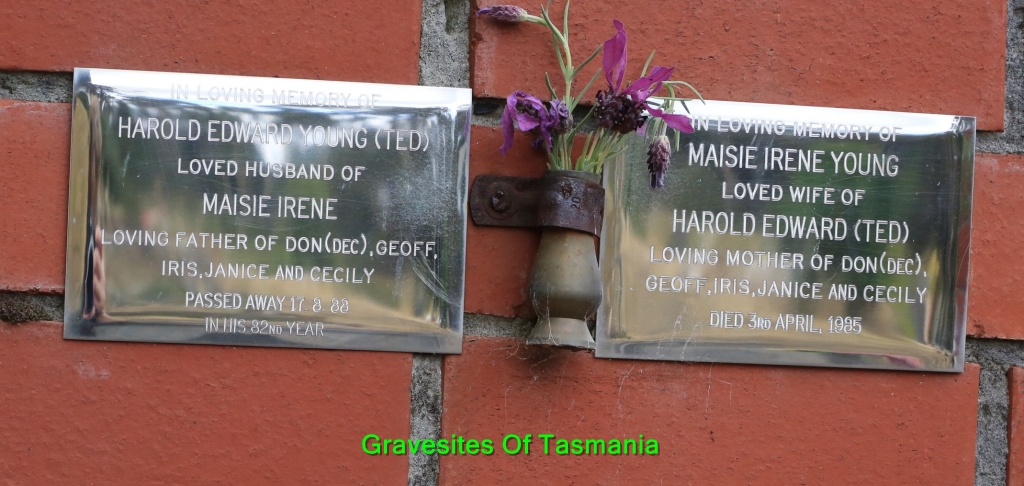 IN LOVING MEMORY OF
HAROLD EDWARD YOUNG (TED)
LOVED HUSBAND OF
MAISIE IRENE
LOVING FATHER OF DON(DEC), GEOFF,
IRIS, JANICE AND CECILY
PASSED AWAY 17.8.88
IN HIS 82ND YEAR
IN LOVING MEMORY OF
MAISIE IRENE YOUNG
LOVED WIFE OF
HAROLD EDWARD (TED)
LOVING MOTHER OF DON(DEC),
GEOFF, IRIS, JANICE AND CECILY
DIED 3RD APRIL, 1985
Gravesites Of Tasmania